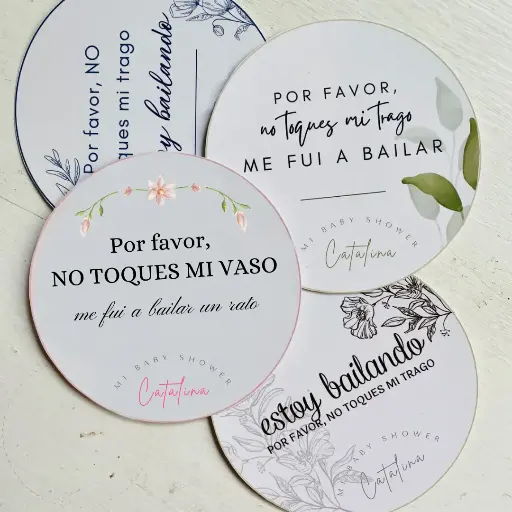 Por favor, NO
ques mi trago
y bailando
POR FAVOR,
no toques mi trago
ME FUI A BAILAR
MI BABY SHOWER
Catalina
Por favor,
NO TOQUES MI VASO
me fui a bailar un rato
MI BABY SHOWER
Catalina
estoy bailando
POR FAVOR, NO TOQUES MI TRAGO
MI BABY SHOWER
Catalina